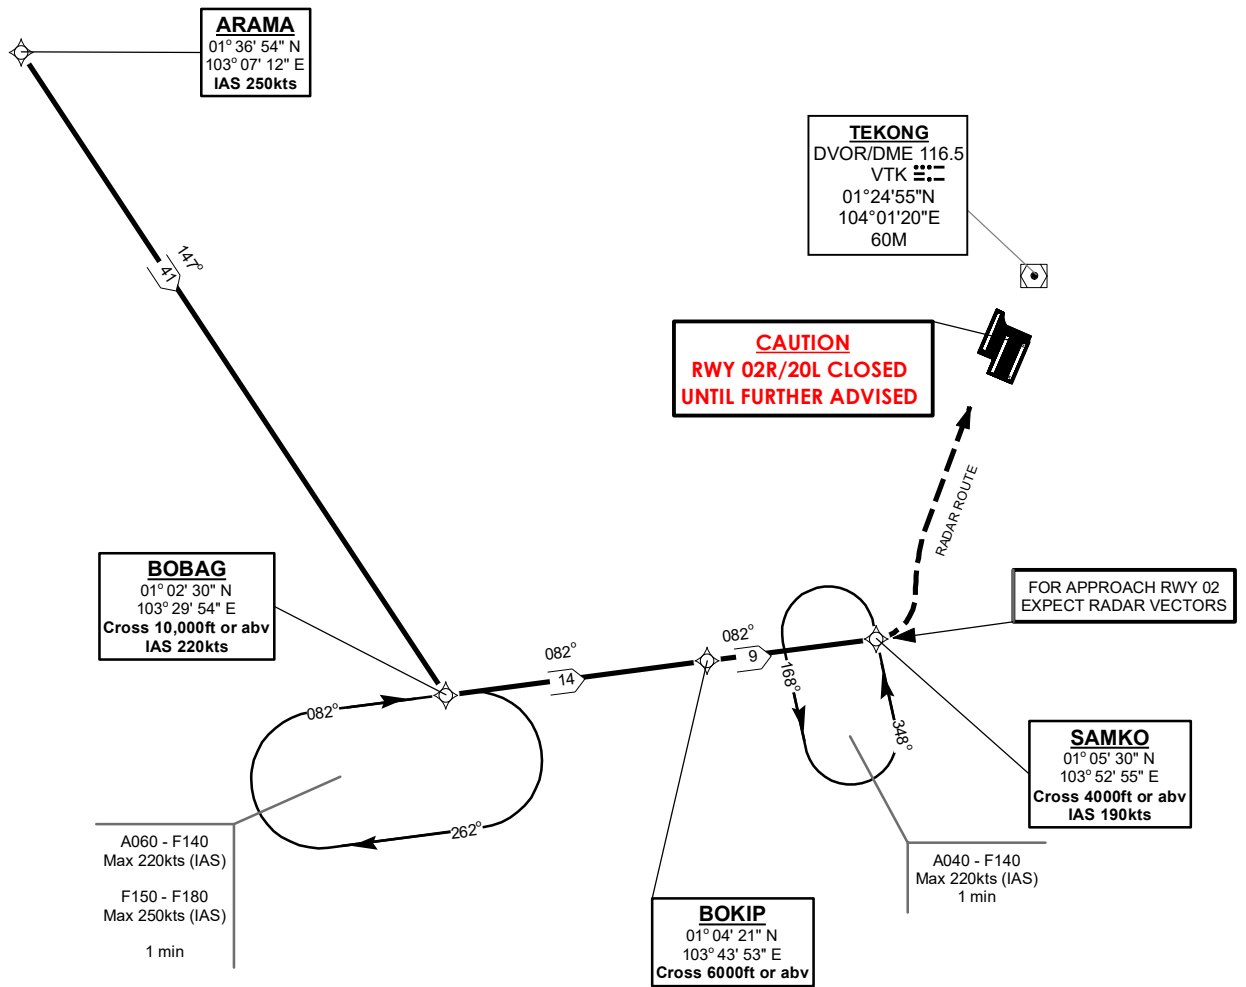 ARAMA
01° 36' 54" N
103° 07' 12" E
IAS 250kts
TEKONG
DVOR/DME 116.5
VTK
01°24'55"N
104°01'20"E
60M
147°
41
CAUTION
RWY 02R/20L CLOSED
UNTIL FURTHER ADVISED
RADAR ROUTE
BOBAG
01° 02' 30" N
103° 29' 54" E
Cross 10,000ft or abv
IAS 220kts
FOR APPROACH RWY 02
EXPECT RADAR VECTORS
082°
14
082°
9
168°
348°
082°
262°
SAMKO
01° 05' 30" N
103° 52' 55" E
Cross 4000ft or abv
IAS 190kts
A060 - F140
Max 220kts (IAS)
F150 - F180
Max 250kts (IAS)
1 min
A040 - F140
Max 220kts (IAS)
1 min
BOKIP
01° 04' 21" N
103° 43' 53" E
Cross 6000ft or abv